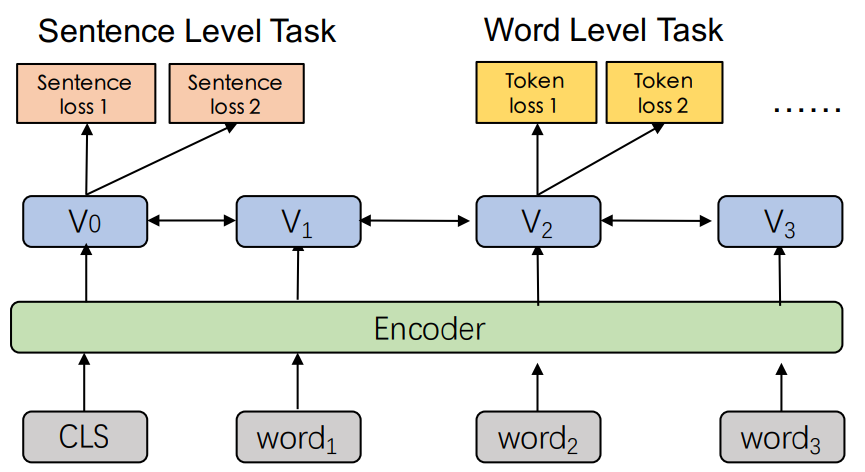 Sentence Level Task
Word Level Task
Sentence
loss 1
Sentence
loss 2
Token
loss 1
Token
loss 2
......
V0
V₁
V₂
V₃
Encoder
CLS
word₁
word₂
word₃